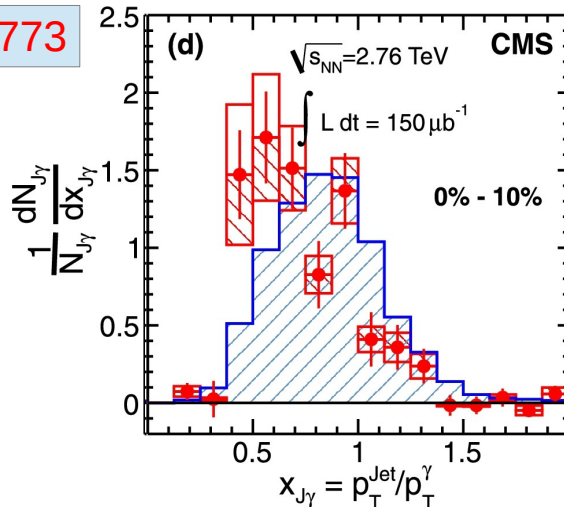 773
(d)
√s_NN=2.76 TeV
CMS
∫ L dt = 150 μb⁻¹
0% - 10%
1/N_Jγ dN_Jγ/dx_Jγ
2.5
2
1.5
1
0.5
0
0.5
1
1.5
x_Jγ = p_T^Jet/p_T^γ